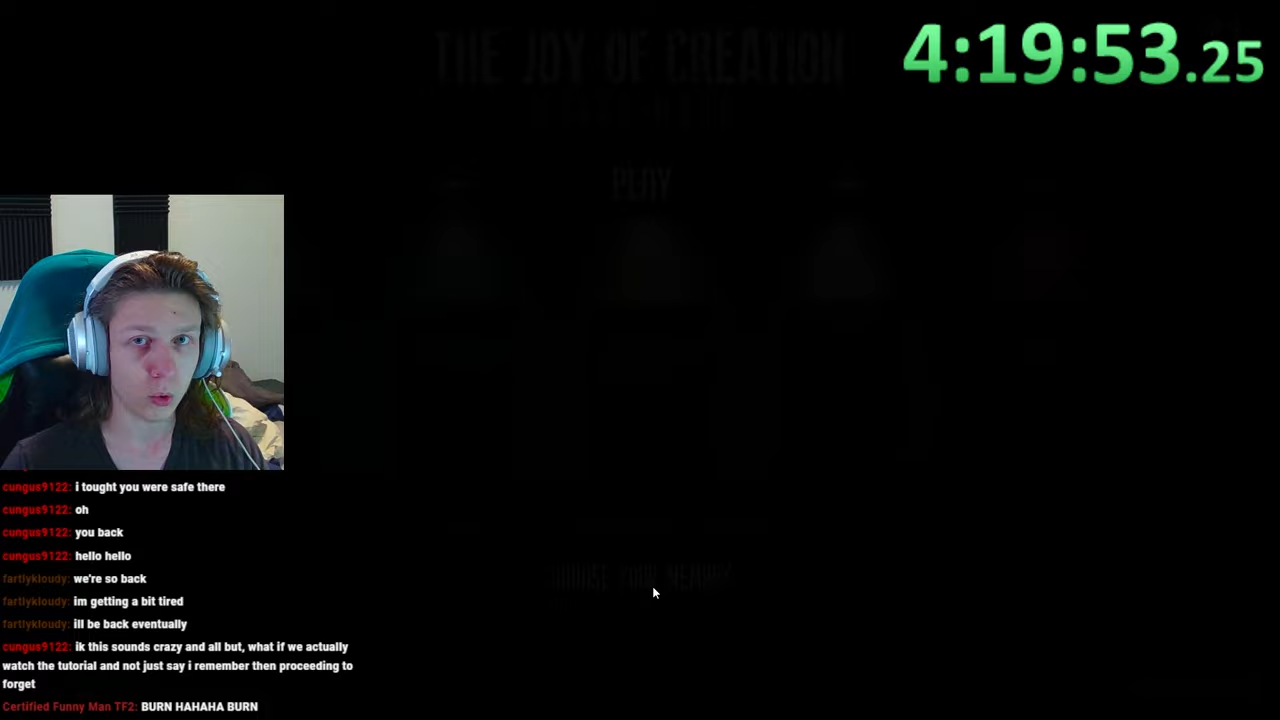 THE JOY OF CREATION
4:19:53.25
PLAY
cungus9122: i tought you were safe there
cungus9122: oh
cungus9122: you back
cungus9122: hello hello
fartlykloudy: we're so back
fartlykloudy: im getting a bit tired
CHOOSE YOUR MEMORY
fartlykloudy: ill be back eventually
cungus9122: ik this sounds crazy and all but, what if we actually
watch the tutorial and not just say i remember then proceeding to
forget
Certified Funny Man TF2: BURN HAHAHA BURN